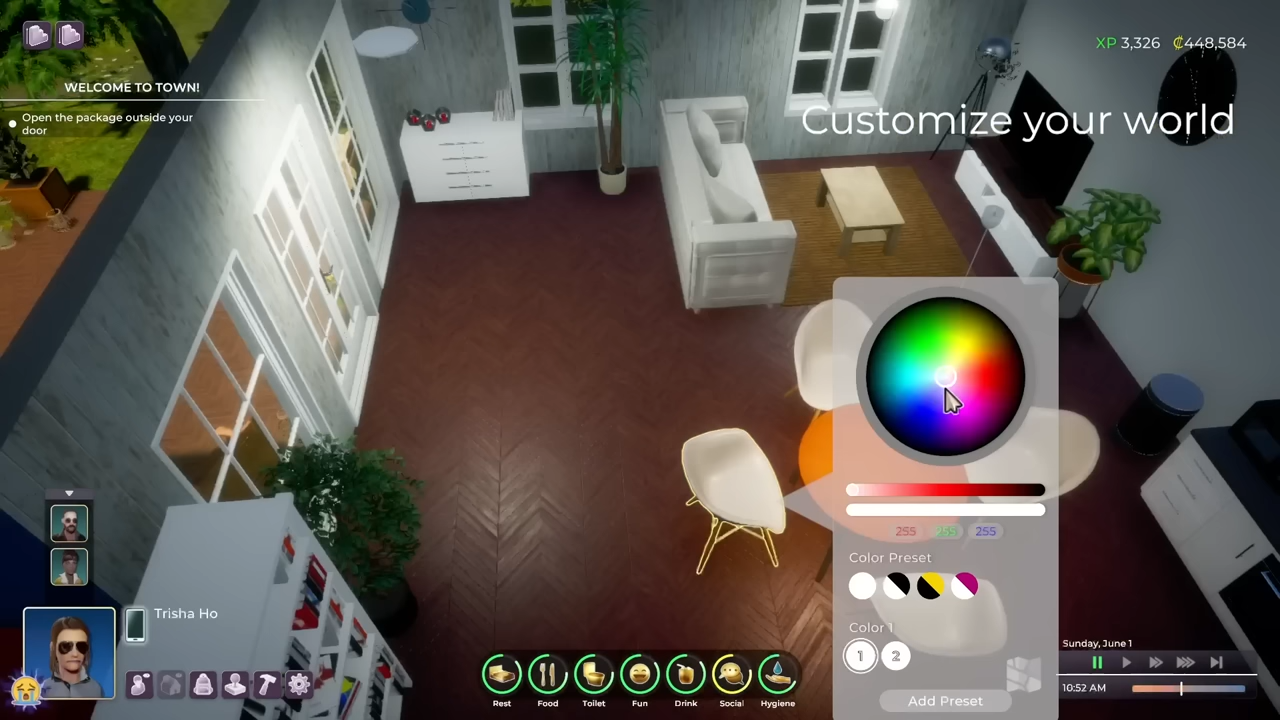 XP 3,326 ₡448,584
WELCOME TO TOWN!
Open the package outside your
door
Customize your world
255 255 255
Color Preset
Color 1
1 2
Add Preset
Trisha Ho
Rest Food Toilet Fun Drink Social Hygiene
Sunday, June 1
10:52 AM